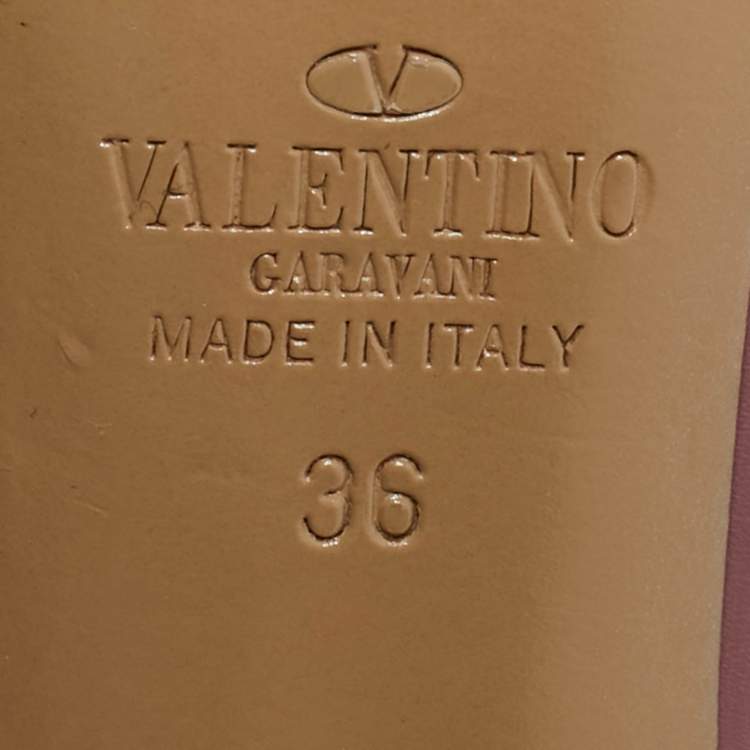 V
VALENTINO
GARAVANI
MADE IN ITALY
36